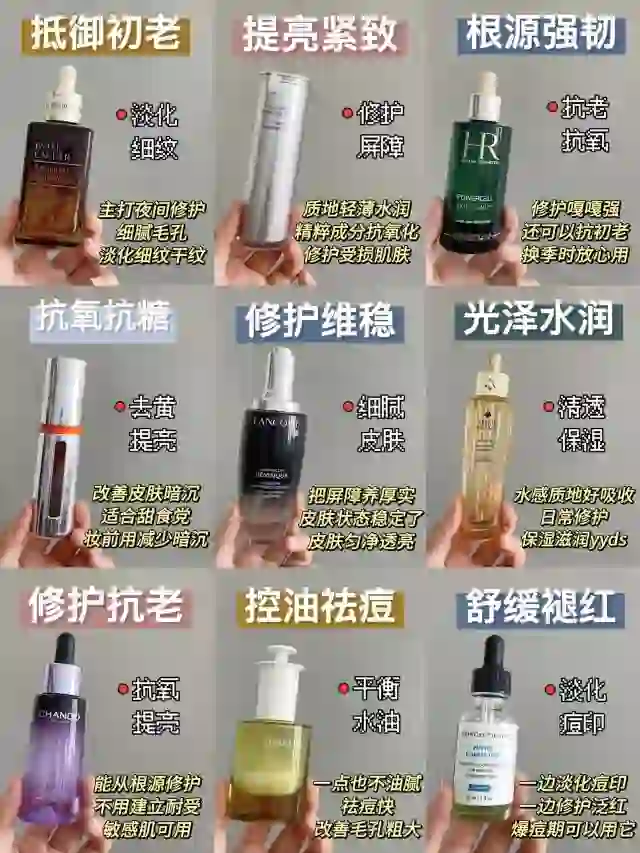 抵御初老
淡化
细纹
主打夜间修护
细腻毛孔
淡化细纹干纹
提亮紧致
修护
屏障
质地轻薄水润
精粹成分抗氧化
修护受损肌肤
根源强韧
抗老
抗氧
HR
POWERCELL
修护嘎嘎强
还可以抗初老
换季时放心用
抗氧抗糖
去黄
提亮
改善皮肤暗沉
适合甜食党
妆前用减少暗沉
修护维稳
细腻
皮肤
LANCÔME
GÉNIFIQUE
把屏障养厚实
皮肤状态稳定了
皮肤匀净透亮
光泽水润
清透
保湿
水感质地好吸收
日常修护
保湿滋润yyds
修护抗老
抗氧
提亮
CHANDO
能从根源修护
不用建立耐受
敏感肌可用
控油祛痘
平衡
水油
一点也不油腻
祛痘快
改善毛孔粗大
舒缓褪红
淡化
痘印
一边淡化痘印
一边修护泛红
爆痘期可以用它